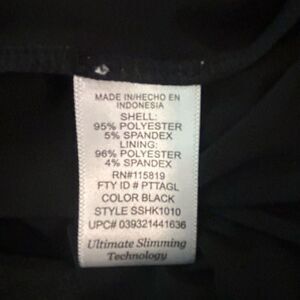 MADE IN/HECHO EN
INDONESIA
SHELL:
95% POLYESTER
5% SPANDEX
LINING:
96% POLYESTER
4% SPANDEX
RN#115819
FTY ID # PTTAGL
COLOR BLACK
STYLE SSHK1010
UPC# 039321441636
Ultimate Slimming
Technology